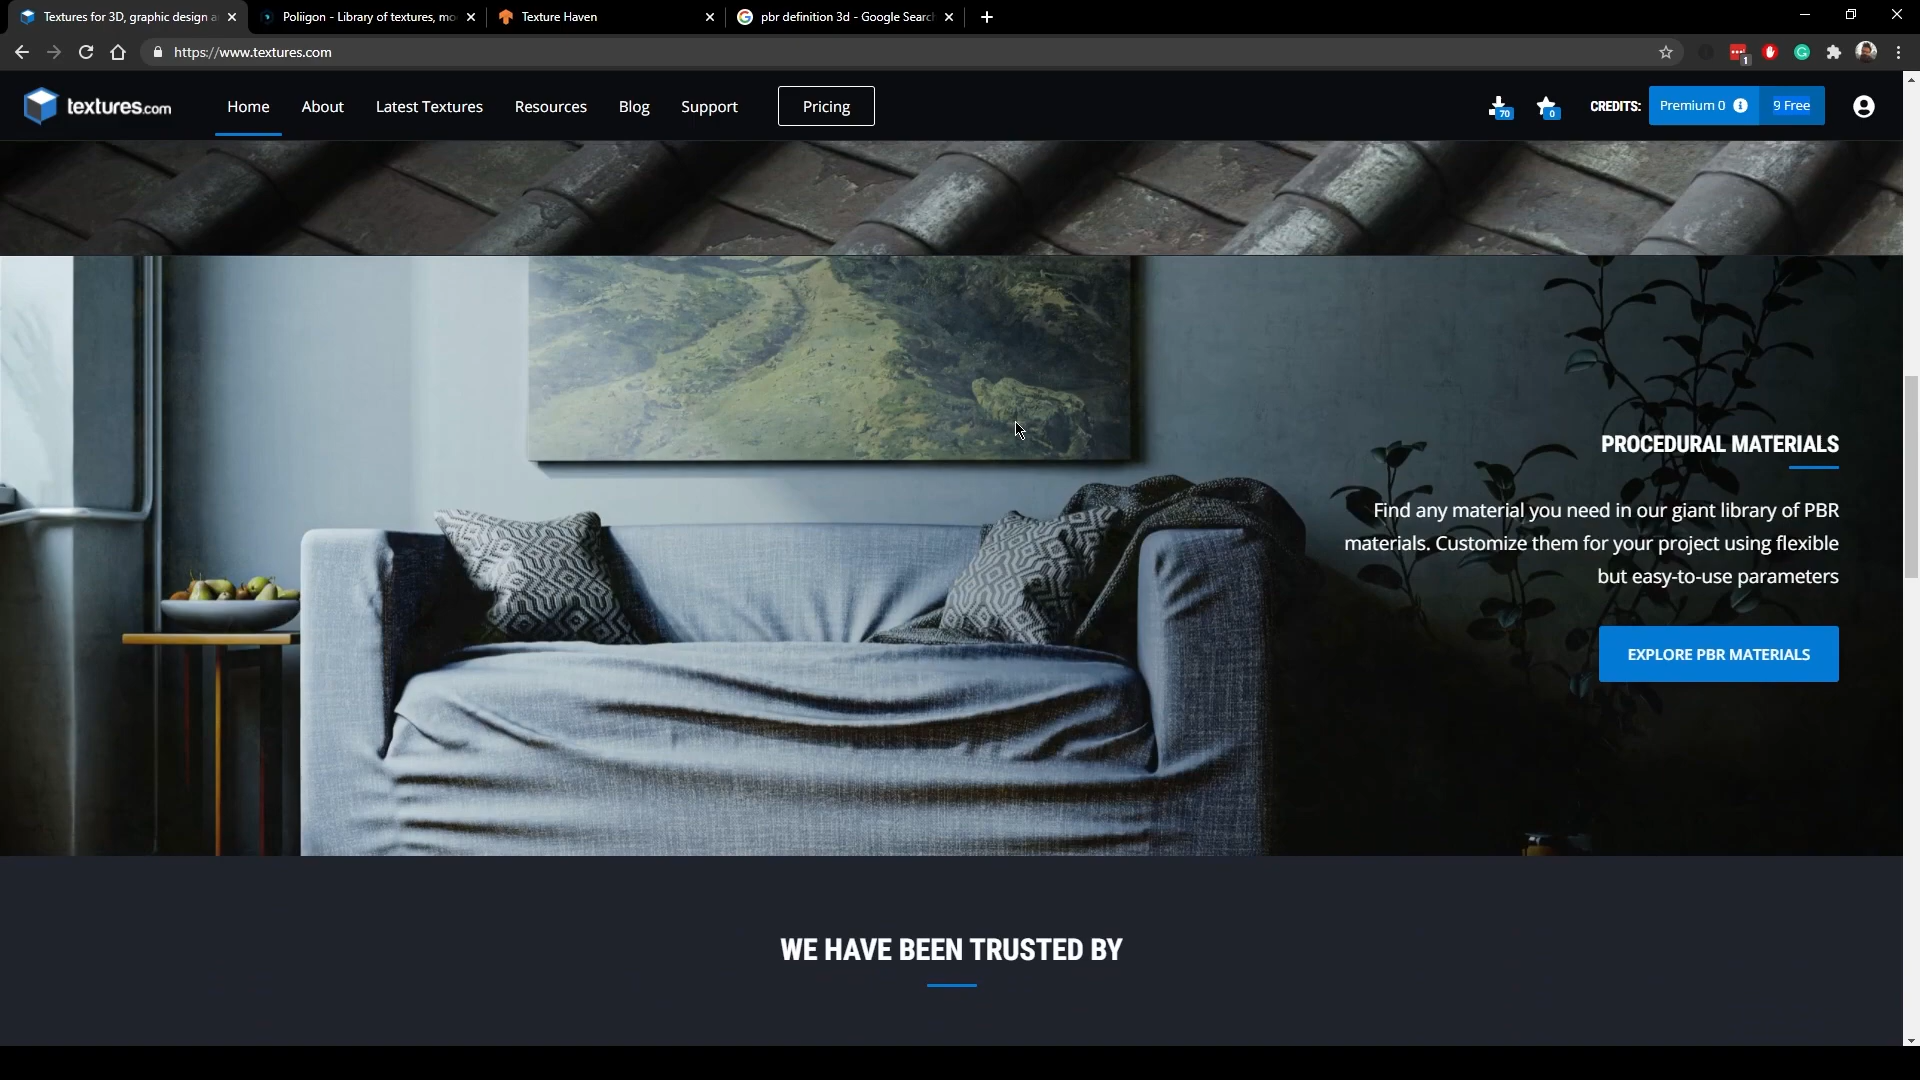 Textures for 3D, graphic design a
Poliigon - Library of textures, mo
Texture Haven
pbr definition 3d - Google Searc
https://www.textures.com
1
textures.com
Home
About
Latest Textures
Resources
Blog
Support
Pricing
70
0
CREDITS:
Premium 0
9 Free
PROCEDURAL MATERIALS
Find any material you need in our giant library of PBR
materials. Customize them for your project using flexible
but easy-to-use parameters
EXPLORE PBR MATERIALS
WE HAVE BEEN TRUSTED BY